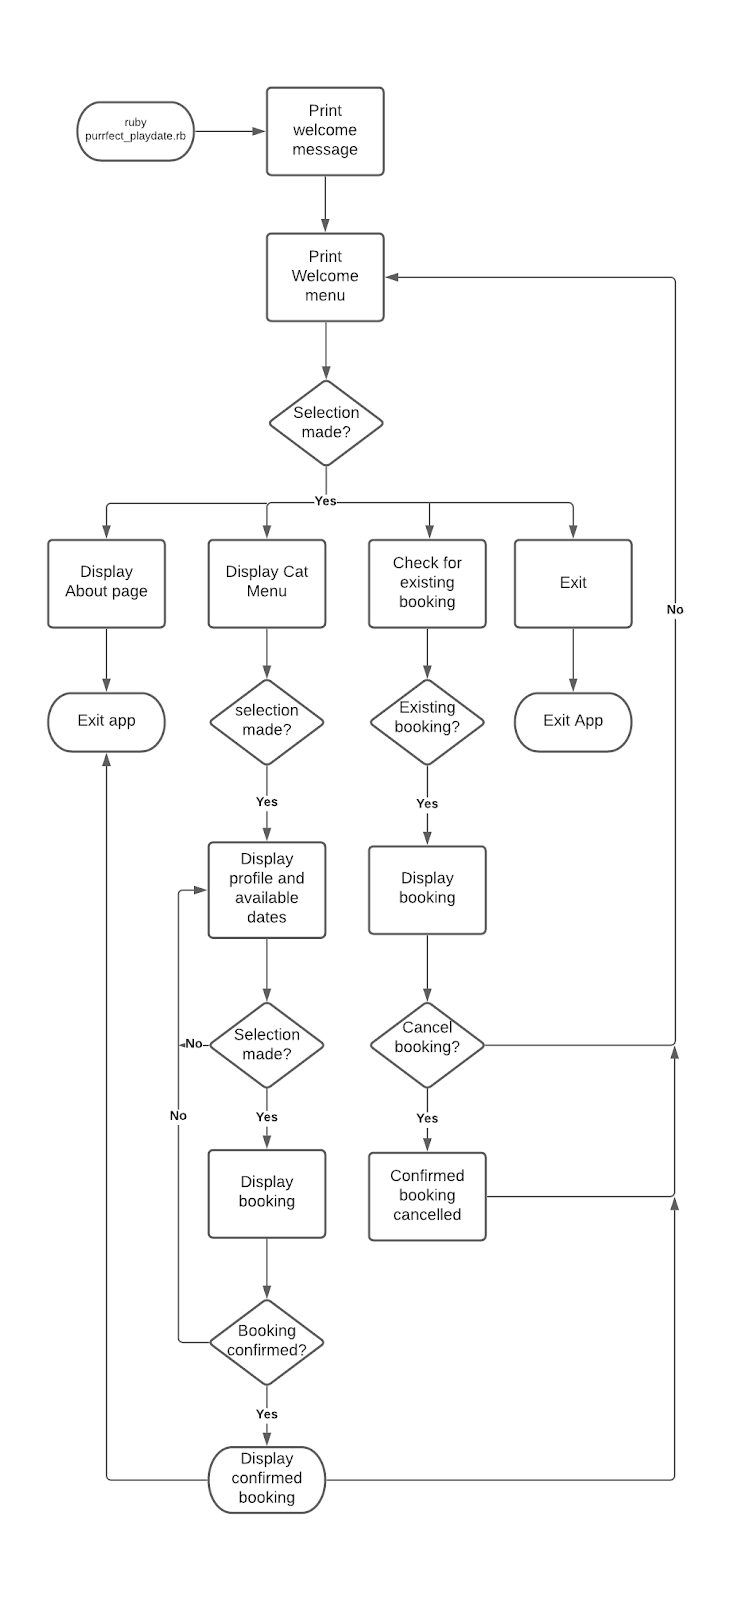 ruby
purrfect_playdate.rb
Print
welcome
message
Print
Welcome
menu
Selection
made?
Yes
Display
About page
Display Cat
Menu
Check for
existing
booking
Exit
No
Exit app
selection
made?
Existing
booking?
Exit App
Yes
Yes
Display
profile and
available
dates
Display
booking
No
Selection
made?
Cancel
booking?
No
Yes
Yes
Display
booking
Confirmed
booking
cancelled
Booking
confirmed?
Yes
Display
confirmed
booking